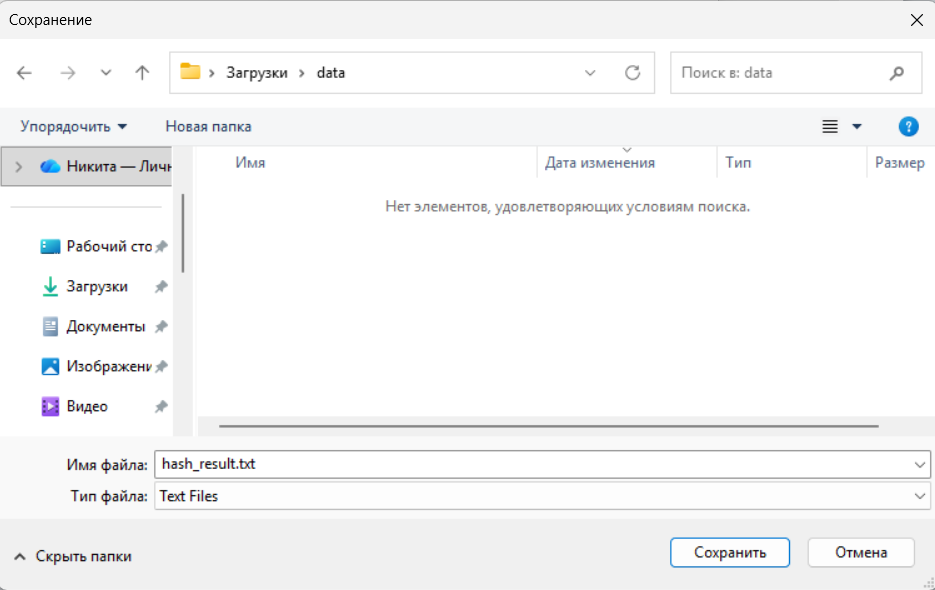 Сохранение
Загрузки data
Поиск в: data
Упорядочить Новая папка
Никита — Личн
Имя Дата изменения Тип Размер
Нет элементов, удовлетворяющих условиям поиска.
Рабочий сто
Загрузки
Документы
Изображени
Видео
Имя файла: hash_result.txt
Тип файла: Text Files
Скрыть папки Сохранить Отмена